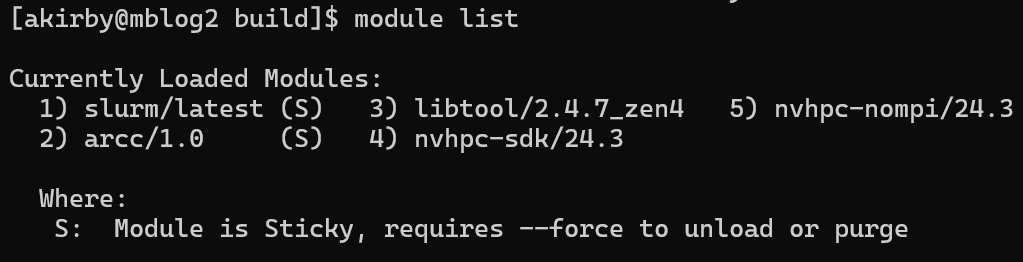 [akirby@mblog2 build]$ module list
Currently Loaded Modules:
1) slurm/latest (S)   3) libtool/2.4.7_zen4   5) nvhpc-nompi/24.3
2) arcc/1.0     (S)   4) nvhpc-sdk/24.3
Where:
S:  Module is Sticky, requires --force to unload or purge